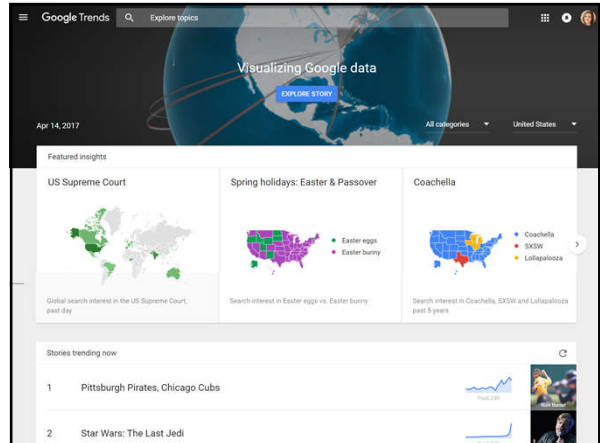 Google Trends
Explore topics
Visualizing Google data
EXPLORE STORY
Apr 14, 2017
All categories
United States
Featured insights
US Supreme Court
Spring holidays: Easter & Passover
Coachella
Easter eggs
Easter bunny
Coachella
SXSW
Lollapalooza
Global search interest in the US Supreme Court,
past day
Search interest in Easter eggs vs. Easter bunny
Search interest in Coachella, SXSW and Lollapalooza
past 5 years
Stories trending now
1
Pittsburgh Pirates, Chicago Cubs
Past 24h
2
Star Wars: The Last Jedi